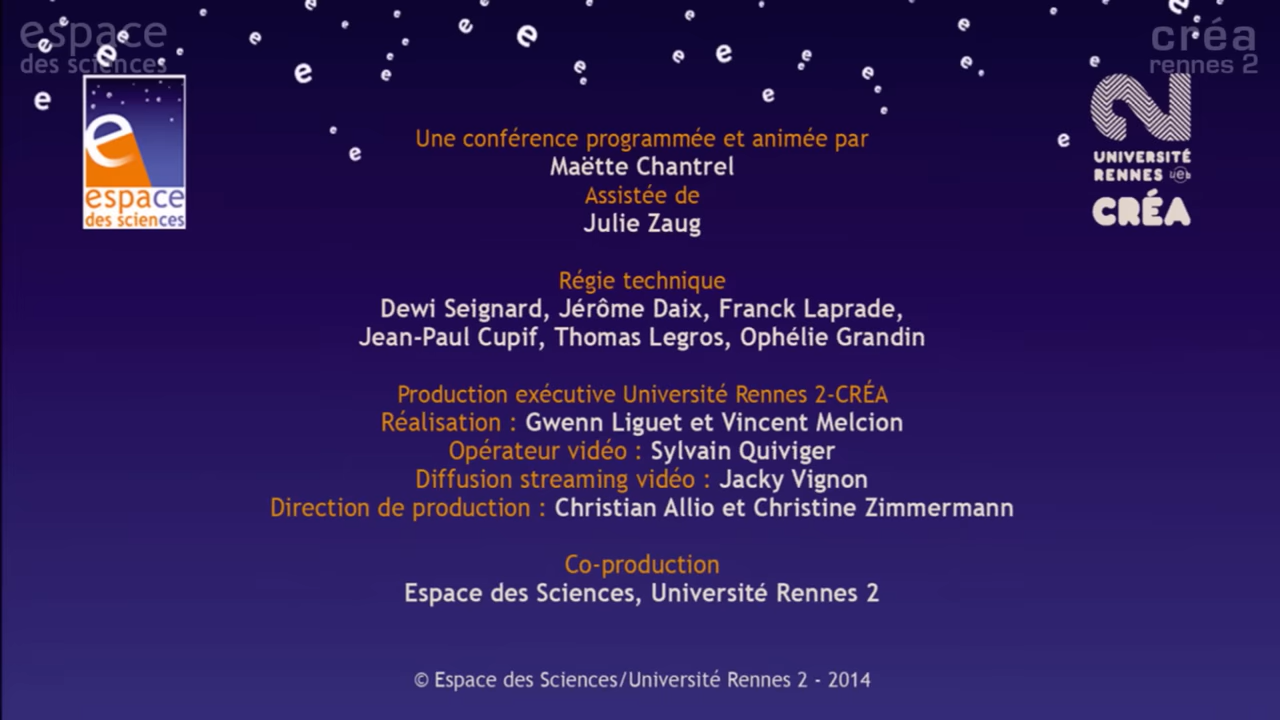 espace
des sciences
créa
rennes 2
e
espace
des sciences
UNIVERSITÉ
RENNES ueb
CRÉA
Une conférence programmée et animée par
Maëtte Chantrel
Assistée de
Julie Zaug
Régie technique
Dewi Seignard, Jérôme Daix, Franck Laprade,
Jean-Paul Cupif, Thomas Legros, Ophélie Grandin
Production exécutive Université Rennes 2-CRÉA
Réalisation : Gwenn Liguet et Vincent Melcion
Opérateur vidéo : Sylvain Quiviger
Diffusion streaming vidéo : Jacky Vignon
Direction de production : Christian Allio et Christine Zimmermann
Co-production
Espace des Sciences, Université Rennes 2
© Espace des Sciences/Université Rennes 2 - 2014